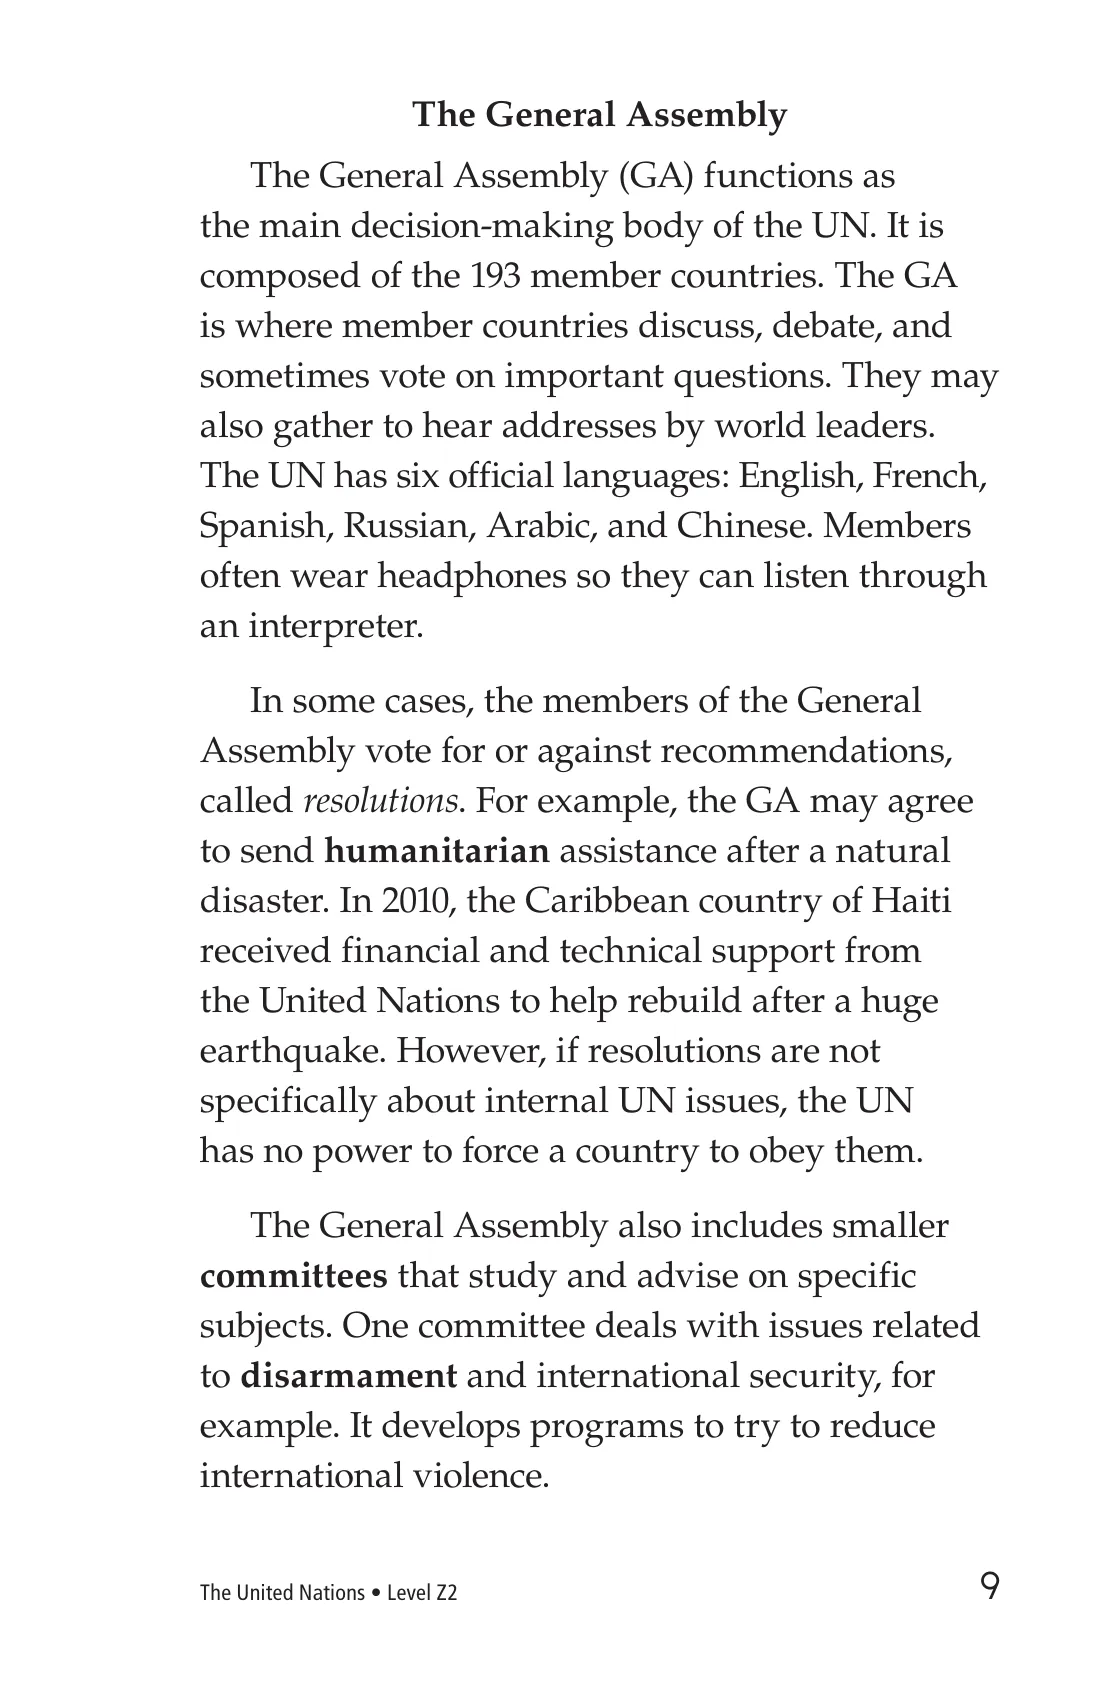 The General Assembly
The General Assembly (GA) functions as
the main decision-making body of the UN. It is
composed of the 193 member countries. The GA
is where member countries discuss, debate, and
sometimes vote on important questions. They may
also gather to hear addresses by world leaders.
The UN has six official languages: English, French,
Spanish, Russian, Arabic, and Chinese. Members
often wear headphones so they can listen through
an interpreter.
In some cases, the members of the General
Assembly vote for or against recommendations,
called resolutions. For example, the GA may agree
to send humanitarian assistance after a natural
disaster. In 2010, the Caribbean country of Haiti
received financial and technical support from
the United Nations to help rebuild after a huge
earthquake. However, if resolutions are not
specifically about internal UN issues, the UN
has no power to force a country to obey them.
The General Assembly also includes smaller
committees that study and advise on specific
subjects. One committee deals with issues related
to disarmament and international security, for
example. It develops programs to try to reduce
international violence.
The United Nations • Level Z2
9